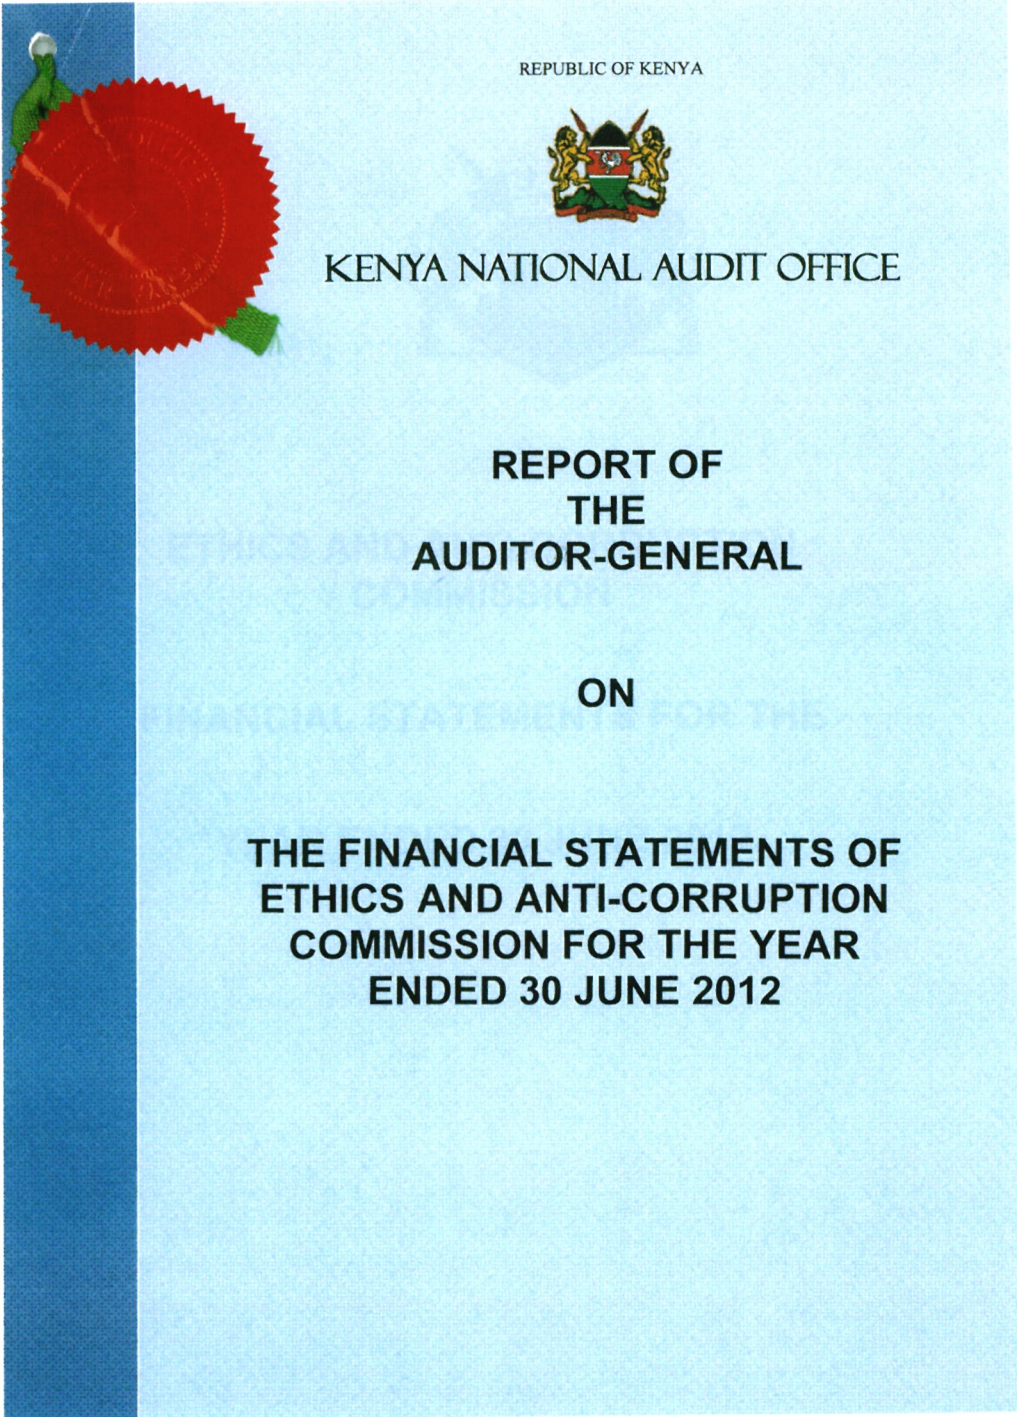 REPUBLIC OF KENYA
KENYA NATIONAL AUDIT OFFICE
REPORT OF
THE
AUDITOR-GENERAL
ON
THE FINANCIAL STATEMENTS OF
ETHICS AND ANTI-CORRUPTION
COMMISSION FOR THE YEAR
ENDED 30 JUNE 2012